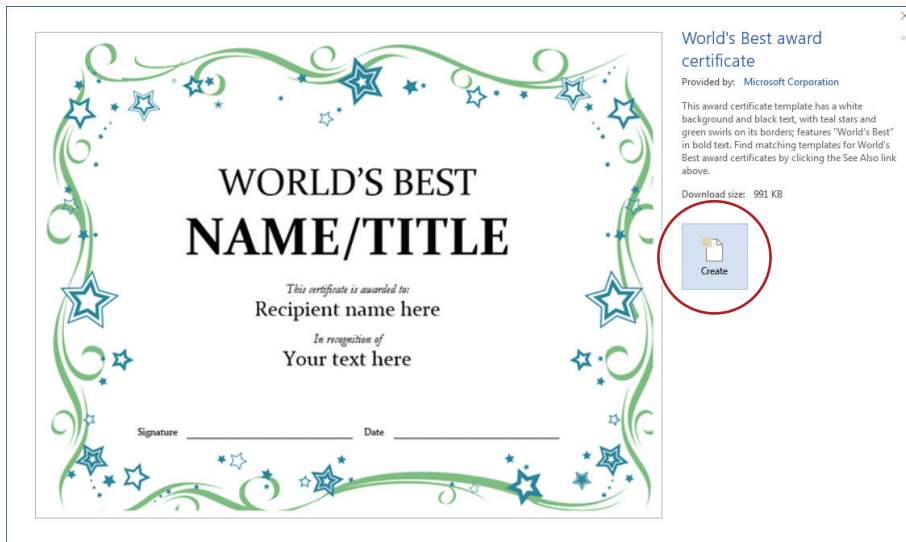 WORLD'S BEST
NAME/TITLE
This certificate is awarded to:
Recipient name here
In recognition of
Your text here
Signature
Date
World's Best award
certificate
Provided by: Microsoft Corporation
This award certificate template has a white
background and black text, with teal stars and
green swirls on its borders; features "World's Best"
in bold text. Find matching templates for World's
Best award certificates by clicking the See Also link
above.
Download size: 991 KB
Create